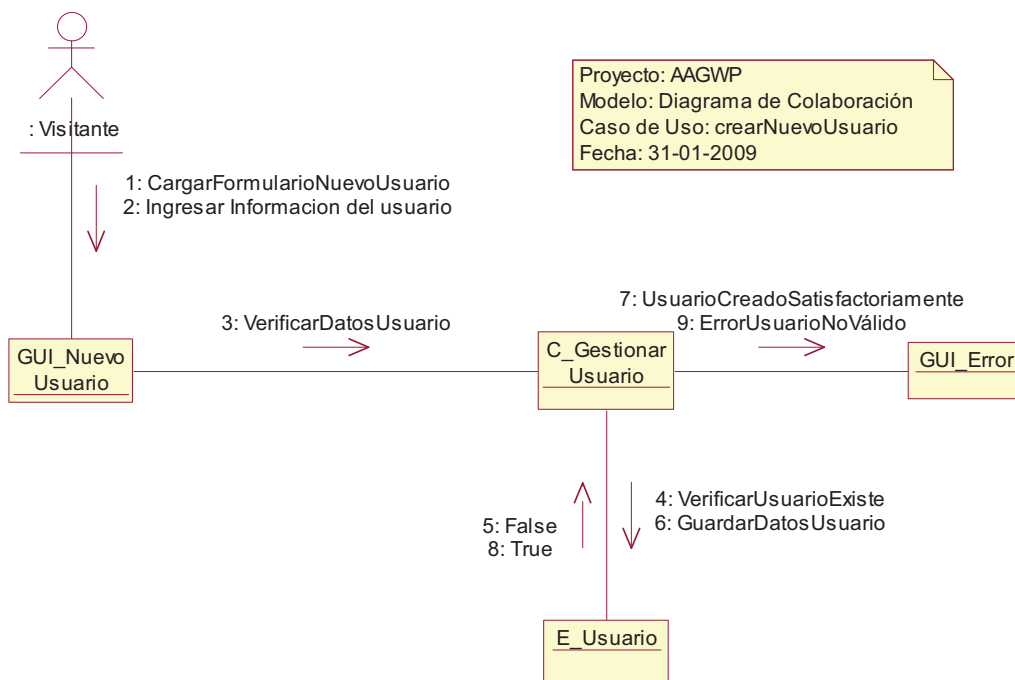 Proyecto: AAGWP
Modelo: Diagrama de Colaboración
Caso de Uso: crearNuevoUsuario
Fecha: 31-01-2009
: Visitante
1: CargarFormularioNuevoUsuario
2: Ingresar Informacion del usuario
3: VerificarDatosUsuario
7: UsuarioCreadoSatisfactoriamente
9: ErrorUsuarioNoVálido
GUI_Nuevo
Usuario
C_Gestionar
Usuario
GUI_Error
5: False
8: True
4: VerificarUsuarioExiste
6: GuardarDatosUsuario
E_Usuario